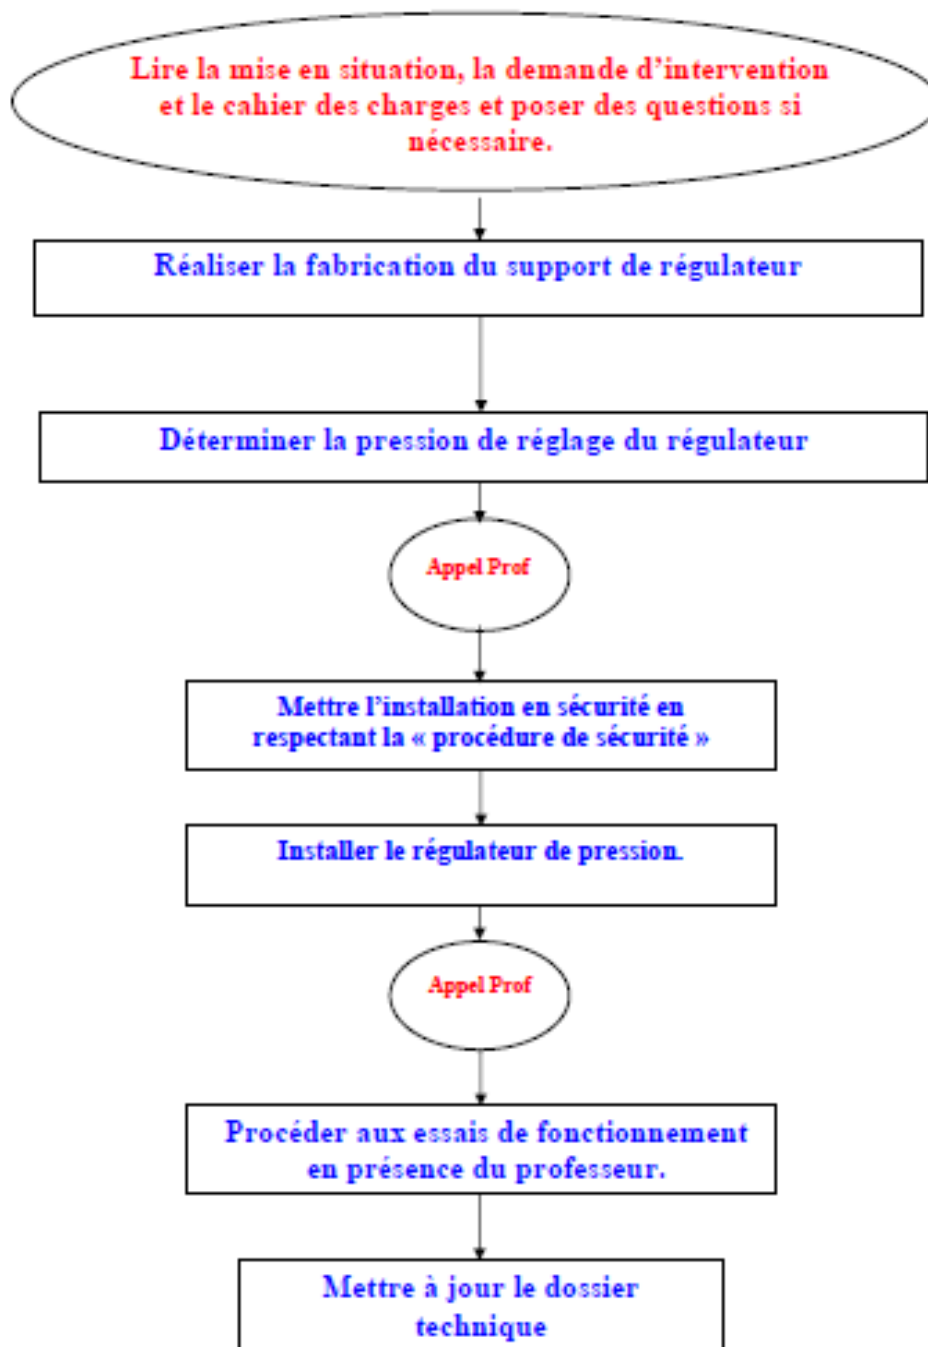 Lire la mise en situation, la demande d'intervention
et le cahier des charges et poser des questions si
nécessaire.
Réaliser la fabrication du support de régulateur
Déterminer la pression de réglage du régulateur
Appel Prof
Mettre l'installation en sécurité en
respectant la « procédure de sécurité »
Installer le régulateur de pression.
Appel Prof
Procéder aux essais de fonctionnement
en présence du professeur.
Mettre à jour le dossier
technique